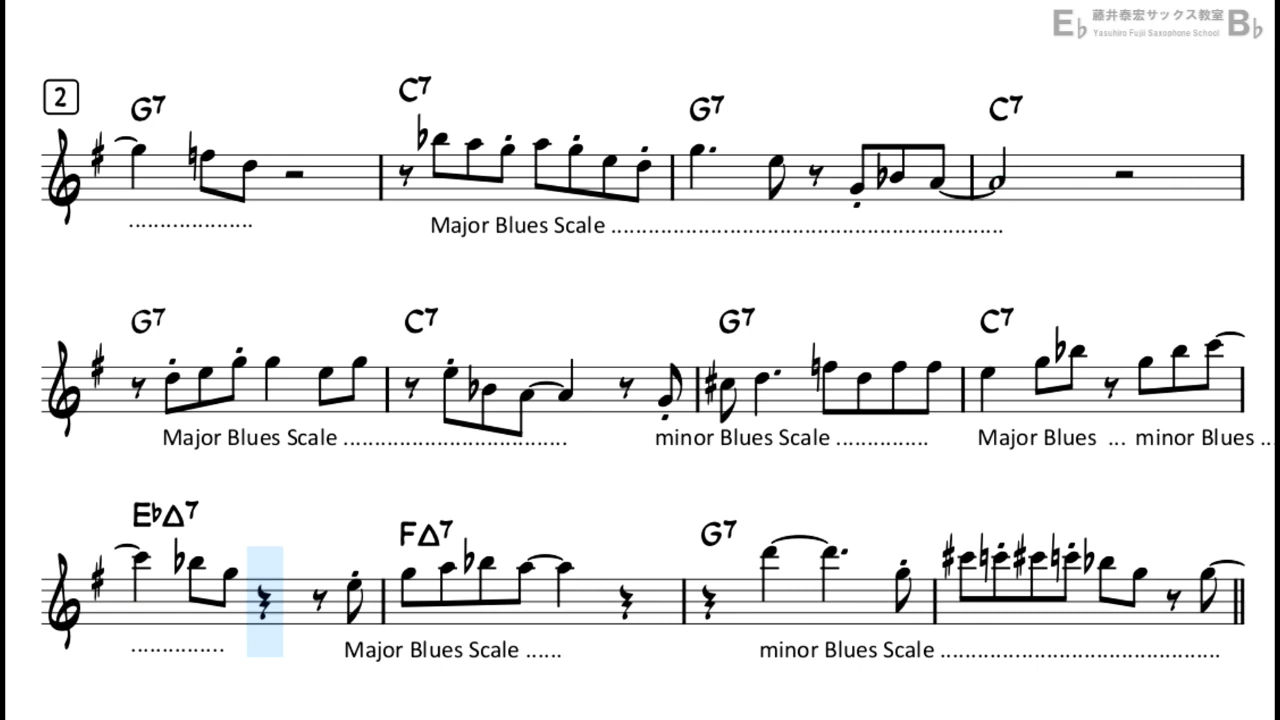 E♭ 藤井泰宏サックス教室 B♭
Yasuhiro Fujii Saxophone School
2
G7 C7 G7 C7
.................... Major Blues Scale ...............................................................
G7 C7 G7 C7
Major Blues Scale .................................... minor Blues Scale ............... Major Blues ... minor Blues ..
E♭△7 F△7 G7
............... Major Blues Scale ...... minor Blues Scale .............................................